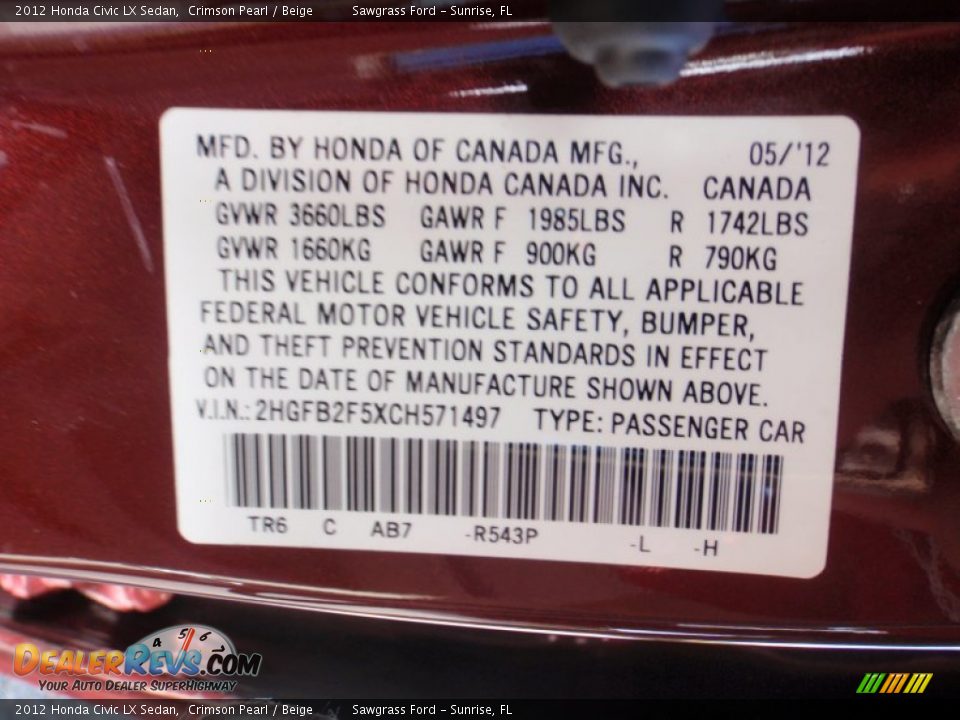 2012 Honda Civic LX Sedan, Crimson Pearl / Beige Sawgrass Ford - Sunrise, FL
MFD. BY HONDA OF CANADA MFG., 05/'12
A DIVISION OF HONDA CANADA INC. CANADA
GVWR 3660LBS GAWR F 1985LBS R 1742LBS
GVWR 1660KG GAWR F 900KG R 790KG
THIS VEHICLE CONFORMS TO ALL APPLICABLE
FEDERAL MOTOR VEHICLE SAFETY, BUMPER,
AND THEFT PREVENTION STANDARDS IN EFFECT
ON THE DATE OF MANUFACTURE SHOWN ABOVE.
V.I.N.: 2HGFB2F5XCH571497 TYPE: PASSENGER CAR
TR6 C AB7 -R543P -L -H
4 5 6
DEALERREVS.COM
YOUR AUTO DEALER SUPERHIGHWAY
2012 Honda Civic LX Sedan, Crimson Pearl / Beige Sawgrass Ford - Sunrise, FL